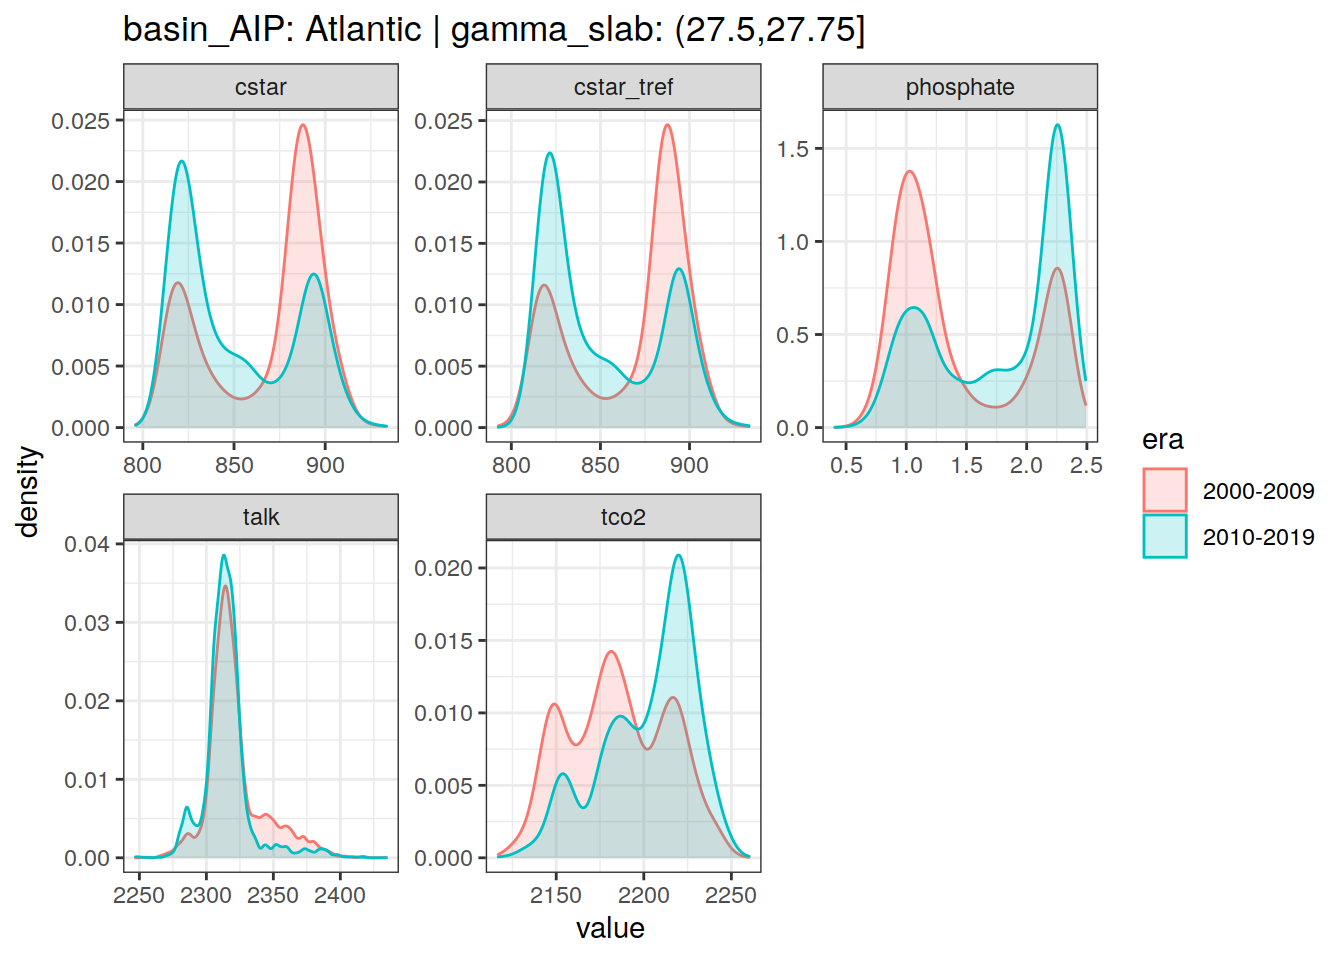 basin_AIP: Atlantic | gamma_slab: (27.5,27.75]
cstar
cstar_tref
phosphate
0.025
0.020
0.015
0.010
0.005
0.000
800 850 900
0.025
0.020
0.015
0.010
0.005
0.000
800 850 900
1.5
1.0
0.5
0.0
0.5 1.0 1.5 2.0 2.5
density
talk
tco2
0.04
0.03
0.02
0.01
0.00
2250 2300 2350 2400
0.020
0.015
0.010
0.005
0.000
2150 2200 2250
value
era
2000-2009
2010-2019